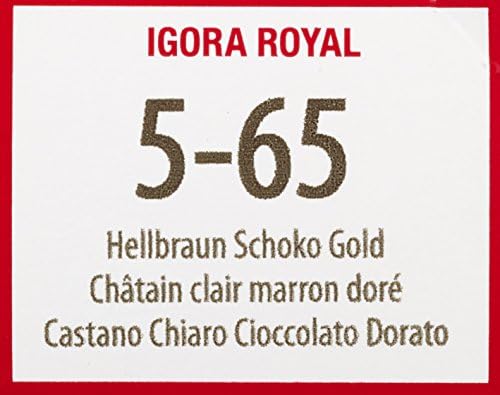 IGORA ROYAL
5-65
Hellbraun Schoko Gold
Châtain clair marron doré
Castano Chiaro Cioccolato Dorato